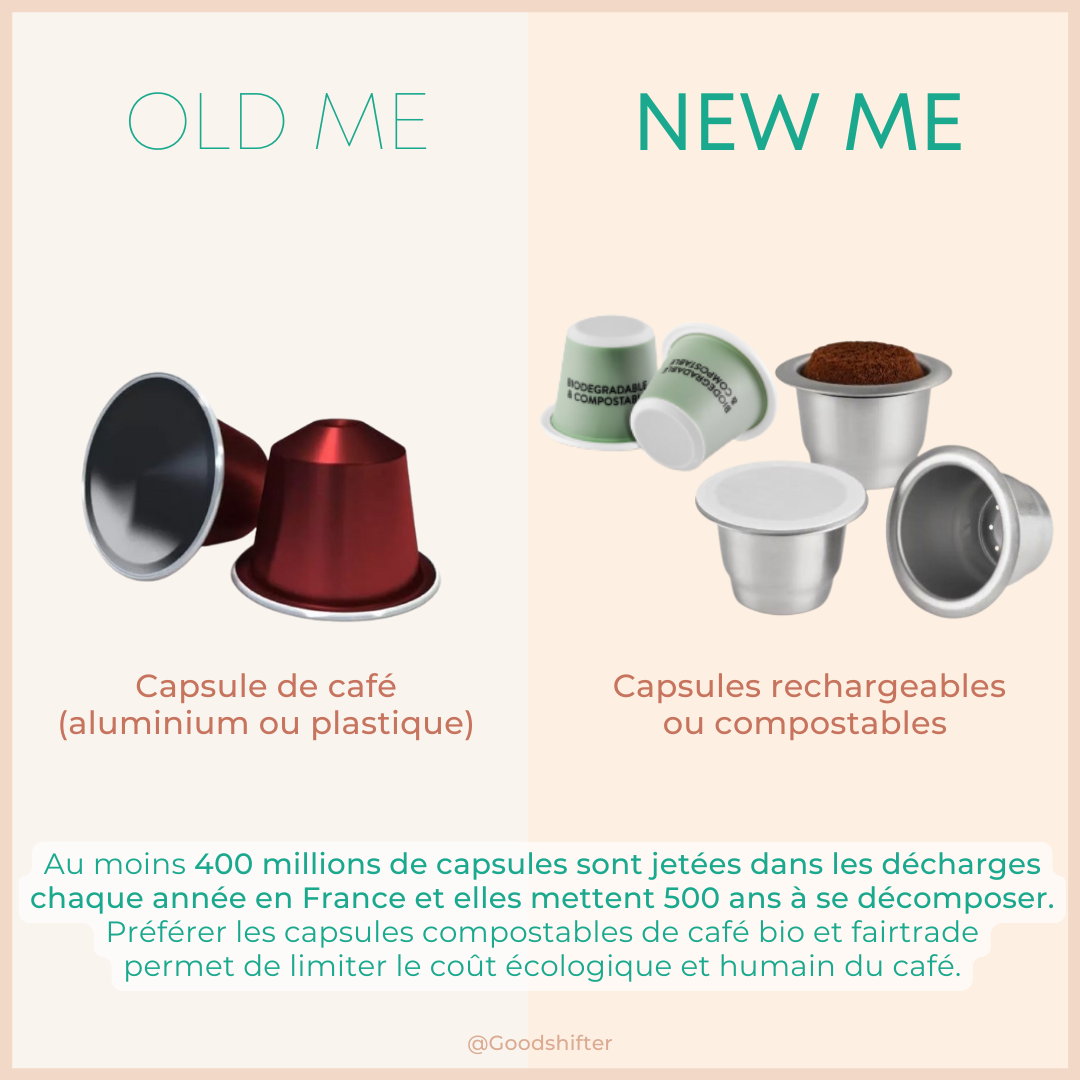 OLD ME
NEW ME
BIODEGRADABLE
& COMPOSTABL
BIODEGRADABLE
& COMPOSTABLE
Capsule de café
(aluminium ou plastique)
Capsules rechargeables
ou compostables
Au moins 400 millions de capsules sont jetées dans les décharges
chaque année en France et elles mettent 500 ans à se décomposer.
Préférer les capsules compostables de café bio et fairtrade
permet de limiter le coût écologique et humain du café.
@Goodshifter